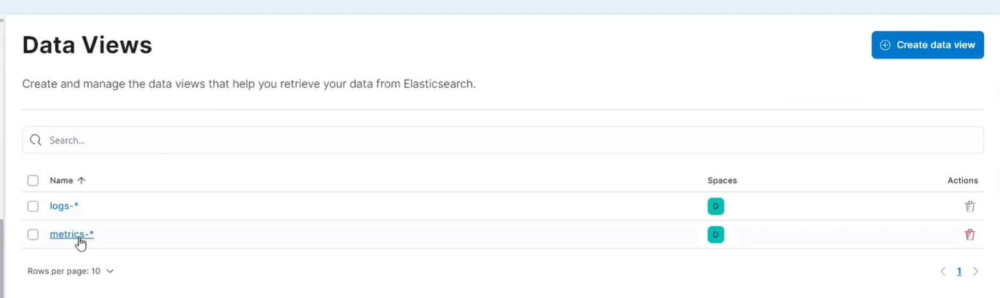 Data Views
Create data view
Create and manage the data views that help you retrieve your data from Elasticsearch.
Search...
Name Spaces Actions
logs-* D
metrics-* D
Rows per page: 10
1